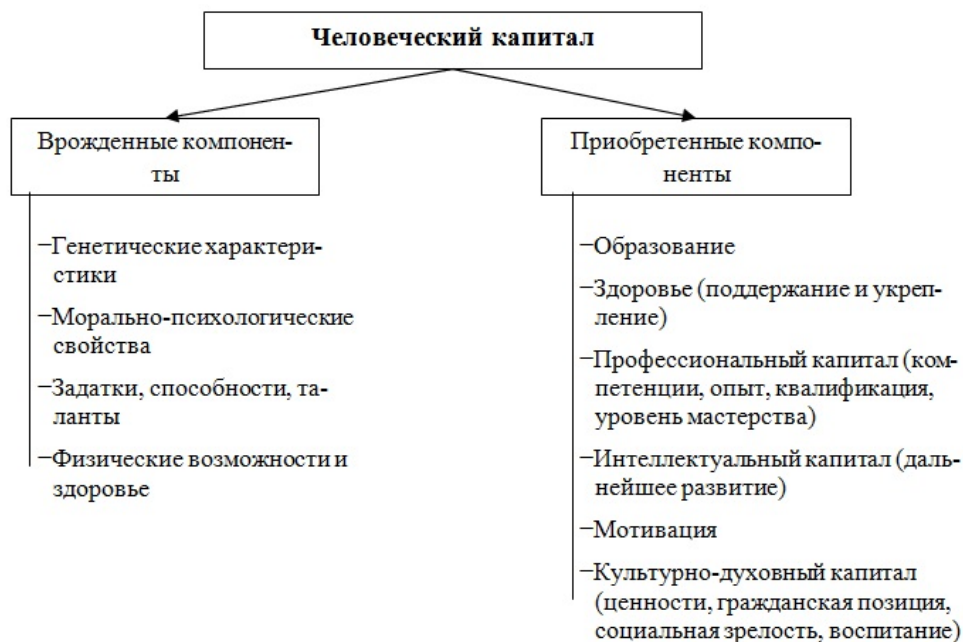 Человеческий капитал
Врожденные компонен-
ты
−Генетические характери-
стики
−Морально-психологические
свойства
−Задатки, способности, та-
ланты
−Физические возможности и
здоровье
Приобретенные компо-
ненты
−Образование
−Здоровье (поддержание и укреп-
ление)
−Профессиональный капитал (ком-
петенции, опыт, квалификация,
уровень мастерства)
−Интеллектуальный капитал (даль-
нейшее развитие)
−Мотивация
−Культурно-духовный капитал
(ценности, гражданская позиция,
социальная зрелость, воспитание)